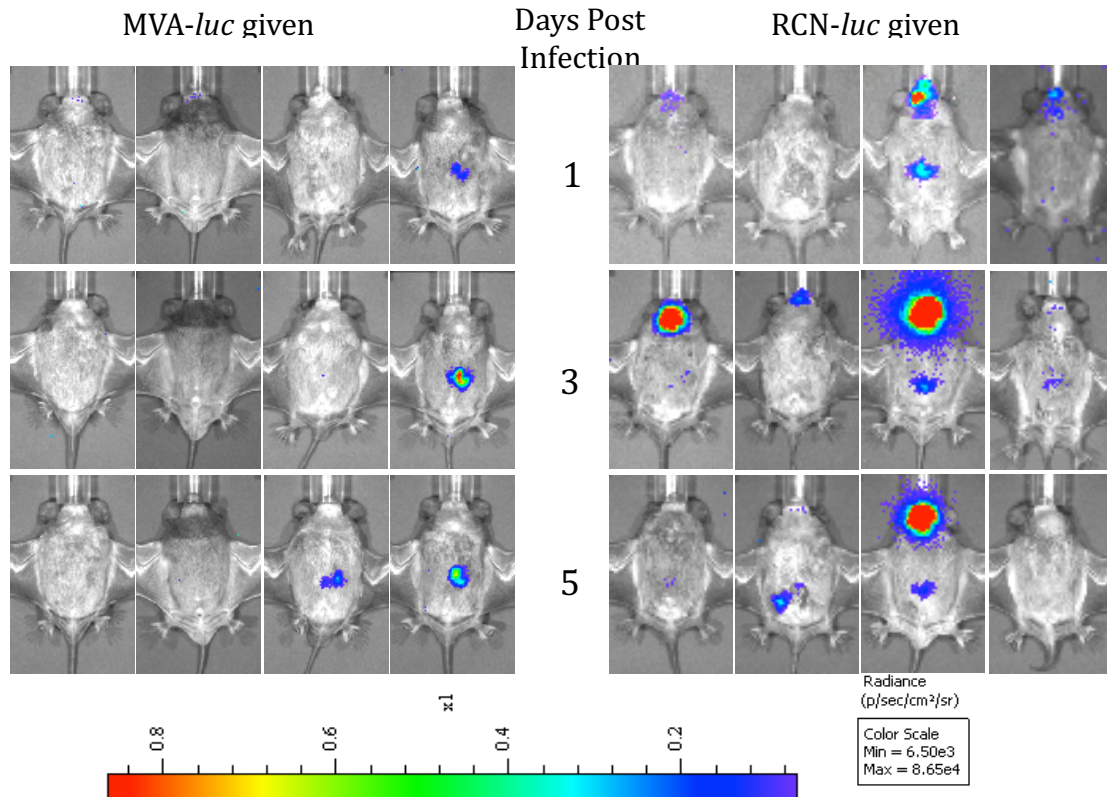 MVA-luc given
Days Post
Infection
RCN-luc given
1
3
5
x1
0.8
0.6
0.4
0.2
Radiance
(p/sec/cm²/sr)
Color Scale
Min = 6.50e3
Max = 8.65e4